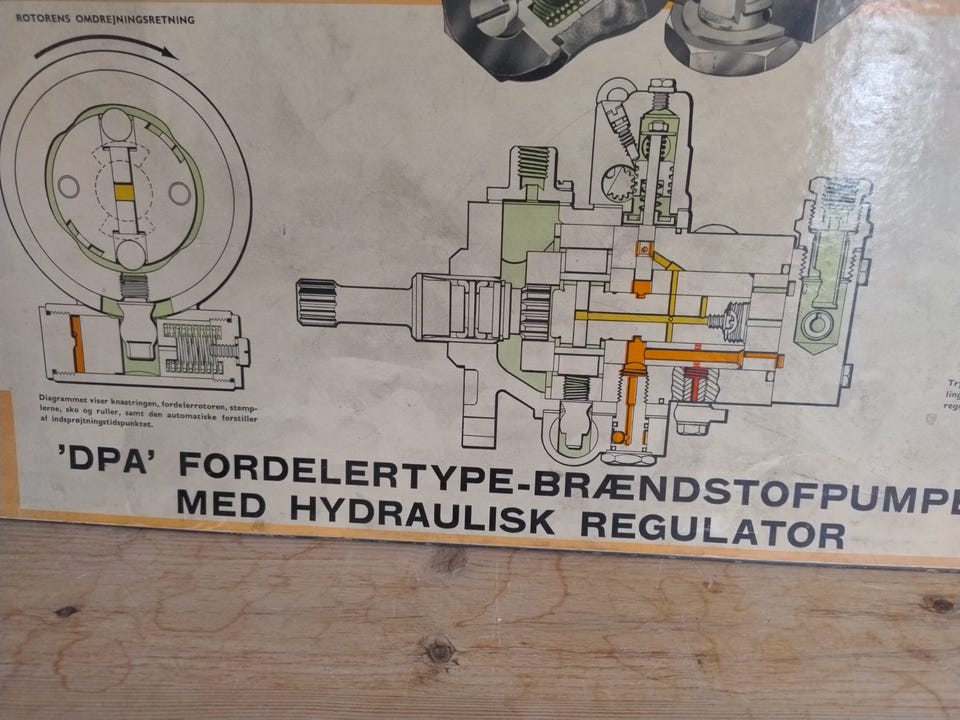 ROTORENS OMDREJNINGSRETNING
Diagrammet viser knastringen, fordelerrotoren, stemp-
lerne, sko og ruller, samt den automatiske forstiller
af indsprøjtningstidspunktet.
'DPA' FORDELERTYPE-BRÆNDSTOFPUMPE
MED HYDRAULISK REGULATOR